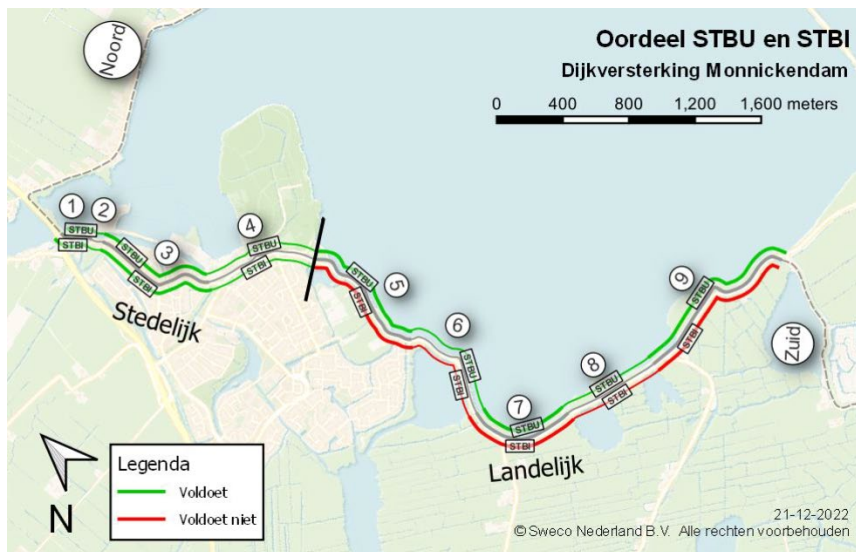 Oordeel STBU en STBI
Dijkversterking Monnickendam
0 400 800 1,200 1,600 meters
Noord
1 2 3 4 5 6 7 8 9
STBU
STBI
STBU
STBI
STBU
STBI
Stedelijk
STBU
STBI
STBU
STBI
STBU
STBI
STBU
STBI
STBU
STBI
Zuid
Landelijk
Legenda
Voldoet
Voldoet niet
N
21-12-2022
© Sweco Nederland B.V. Alle rechten voorbehouden